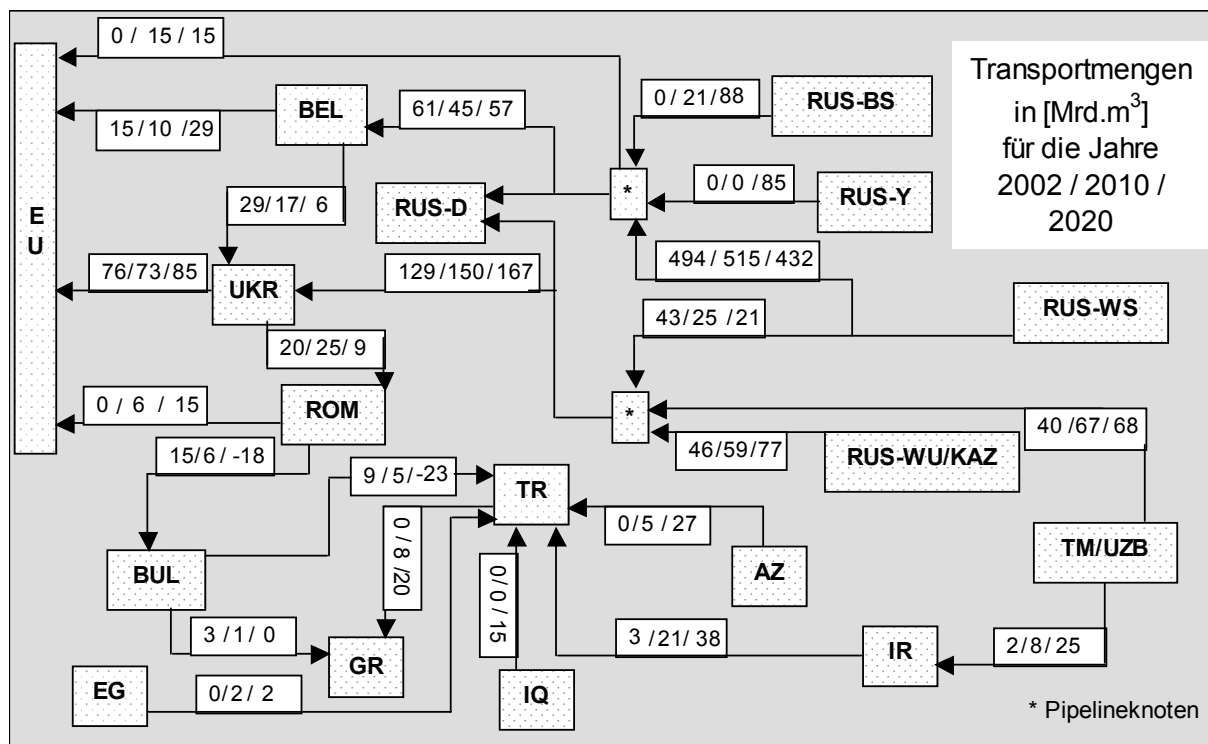 0 / 15 / 15
Transportmengen
in [Mrd.m³]
für die Jahre
2002 / 2010 /
2020
0/ 21/ 88
RUS-BS
BEL
61/ 45/ 57
15/ 10 /29
E
U
RUS-D
*
0/0 /85
RUS-Y
29/ 17/ 6
76/73/85
UKR
129 /150/ 167
494 / 515 / 432
43/ 25 / 21
RUS-WS
20/ 25/ 9
0 / 6 / 15
ROM
*
40 /67/ 68
46/59/77
RUS-WU/KAZ
15/6/ -18
9 / 5/ -23
TR
0/ 8 /20
0/5 / 27
TM/UZB
BUL
AZ
0/ 0/ 15
3 / 1/ 0
GR
3 /21/ 38
IR
2/ 8/ 25
EG
0/2 / 2
IQ
* Pipelineknoten